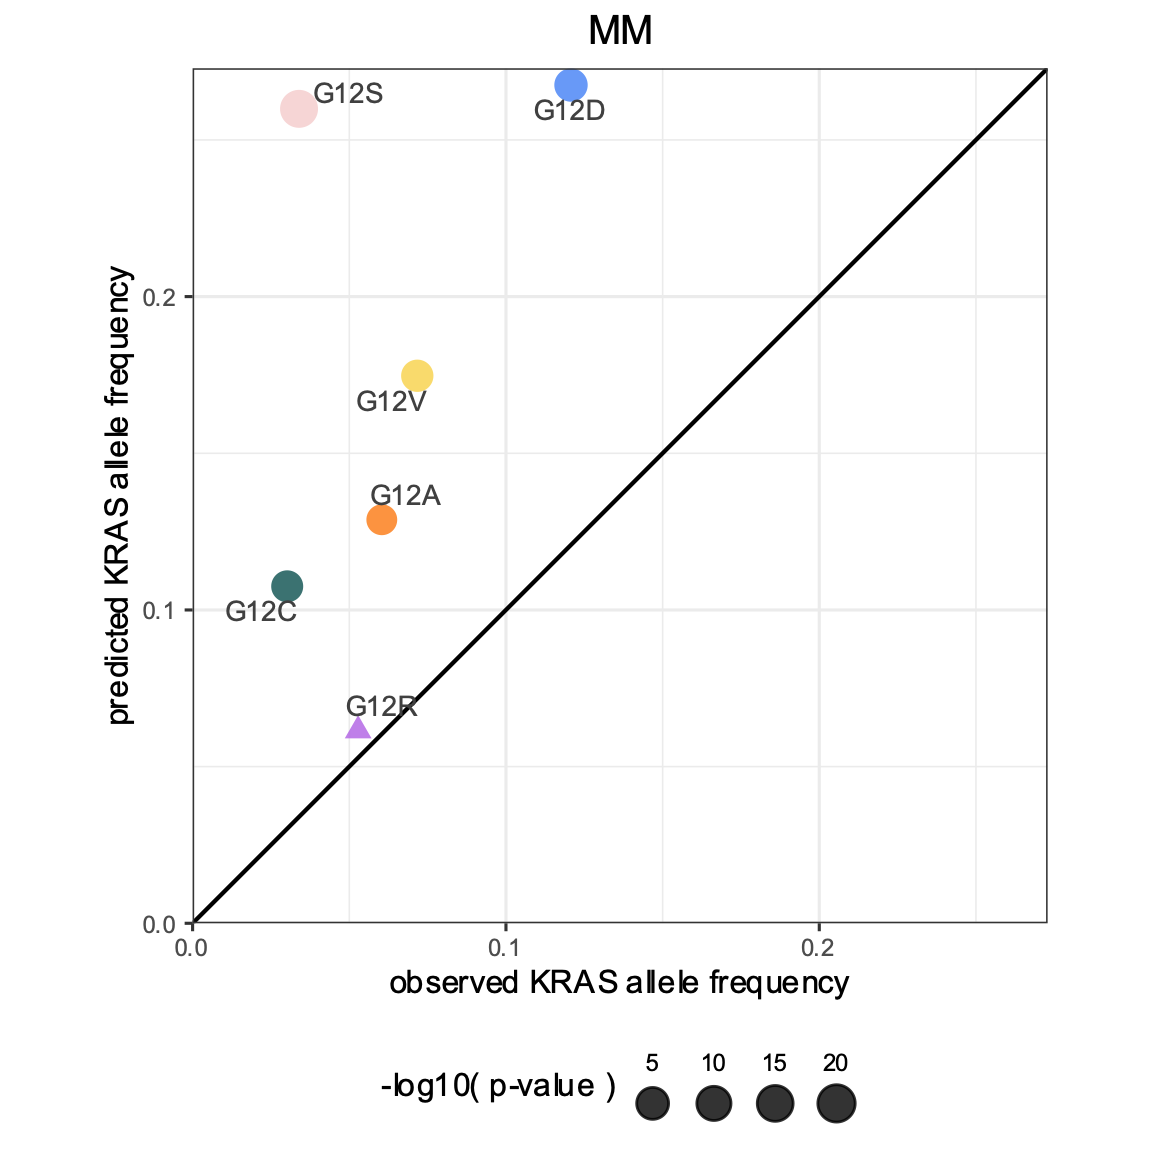 MM
G12S
G12D
0.2
G12V
G12A
0.1
G12C
G12R
0.0
0.0 0.1 0.2
predicted KRAS allele frequency
observed KRAS allele frequency
-log10( p-value ) 5 10 15 20